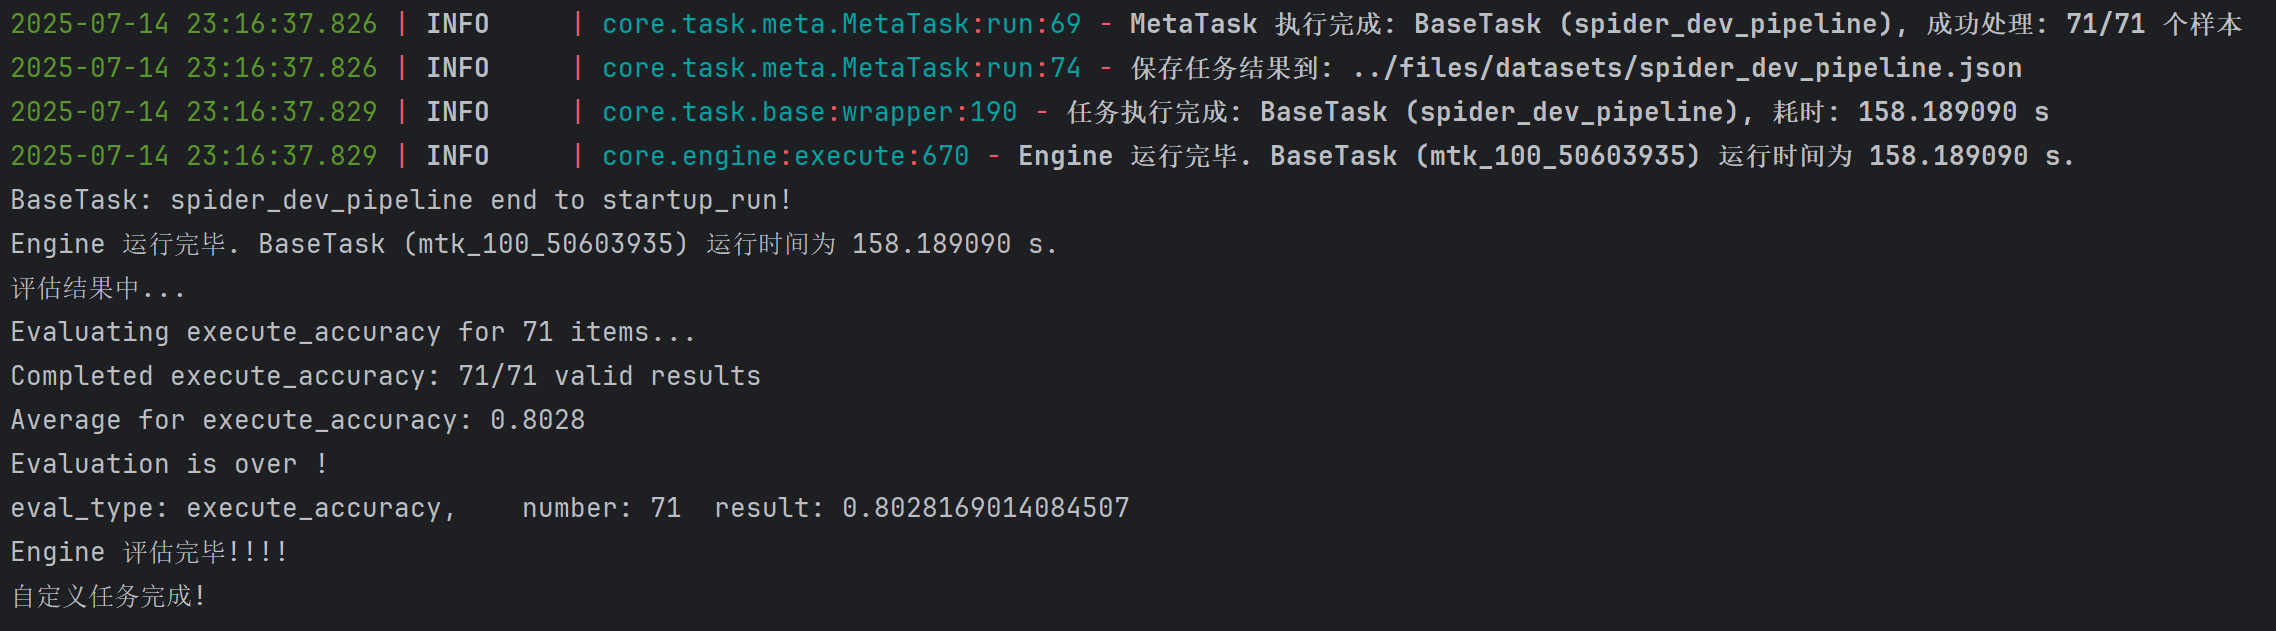 2025-07-14 23:16:37.826 | INFO     | core.task.meta.MetaTask:run:69 - MetaTask 执行完成: BaseTask (spider_dev_pipeline), 成功处理: 71/71 个样本
2025-07-14 23:16:37.826 | INFO     | core.task.meta.MetaTask:run:74 - 保存任务结果到: ../files/datasets/spider_dev_pipeline.json
2025-07-14 23:16:37.829 | INFO     | core.task.base:wrapper:190 - 任务执行完成: BaseTask (spider_dev_pipeline), 耗时: 158.189090 s
2025-07-14 23:16:37.829 | INFO     | core.engine:execute:670 - Engine 运行完毕. BaseTask (mtk_100_50603935) 运行时间为 158.189090 s.
BaseTask: spider_dev_pipeline end to startup_run!
Engine 运行完毕. BaseTask (mtk_100_50603935) 运行时间为 158.189090 s.
评估结果中...
Evaluating execute_accuracy for 71 items...
Completed execute_accuracy: 71/71 valid results
Average for execute_accuracy: 0.8028
Evaluation is over !
eval_type: execute_accuracy,    number: 71  result: 0.8028169014084507
Engine 评估完毕!!!!
自定义任务完成!